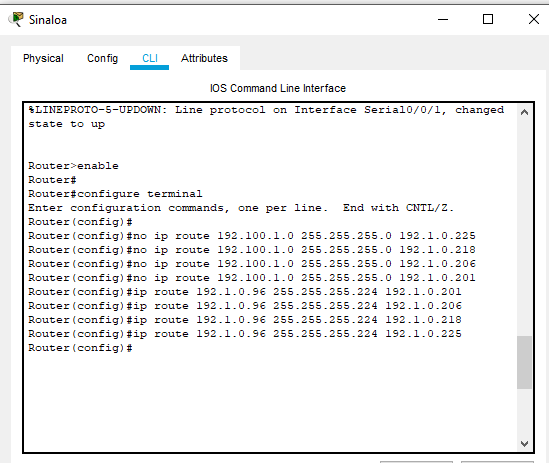 Sinaloa
Physical Config CLI Attributes
IOS Command Line Interface
%LINEPROTO-5-UPDOWN: Line protocol on Interface Serial0/0/1, changed
state to up
Router>enable
Router#
Router#configure terminal
Enter configuration commands, one per line.  End with CNTL/Z.
Router(config)#
Router(config)#no ip route 192.100.1.0 255.255.255.0 192.1.0.225
Router(config)#no ip route 192.100.1.0 255.255.255.0 192.1.0.218
Router(config)#no ip route 192.100.1.0 255.255.255.0 192.1.0.206
Router(config)#no ip route 192.100.1.0 255.255.255.0 192.1.0.201
Router(config)#ip route 192.1.0.96 255.255.255.224 192.1.0.201
Router(config)#ip route 192.1.0.96 255.255.255.224 192.1.0.206
Router(config)#ip route 192.1.0.96 255.255.255.224 192.1.0.218
Router(config)#ip route 192.1.0.96 255.255.255.224 192.1.0.225
Router(config)#